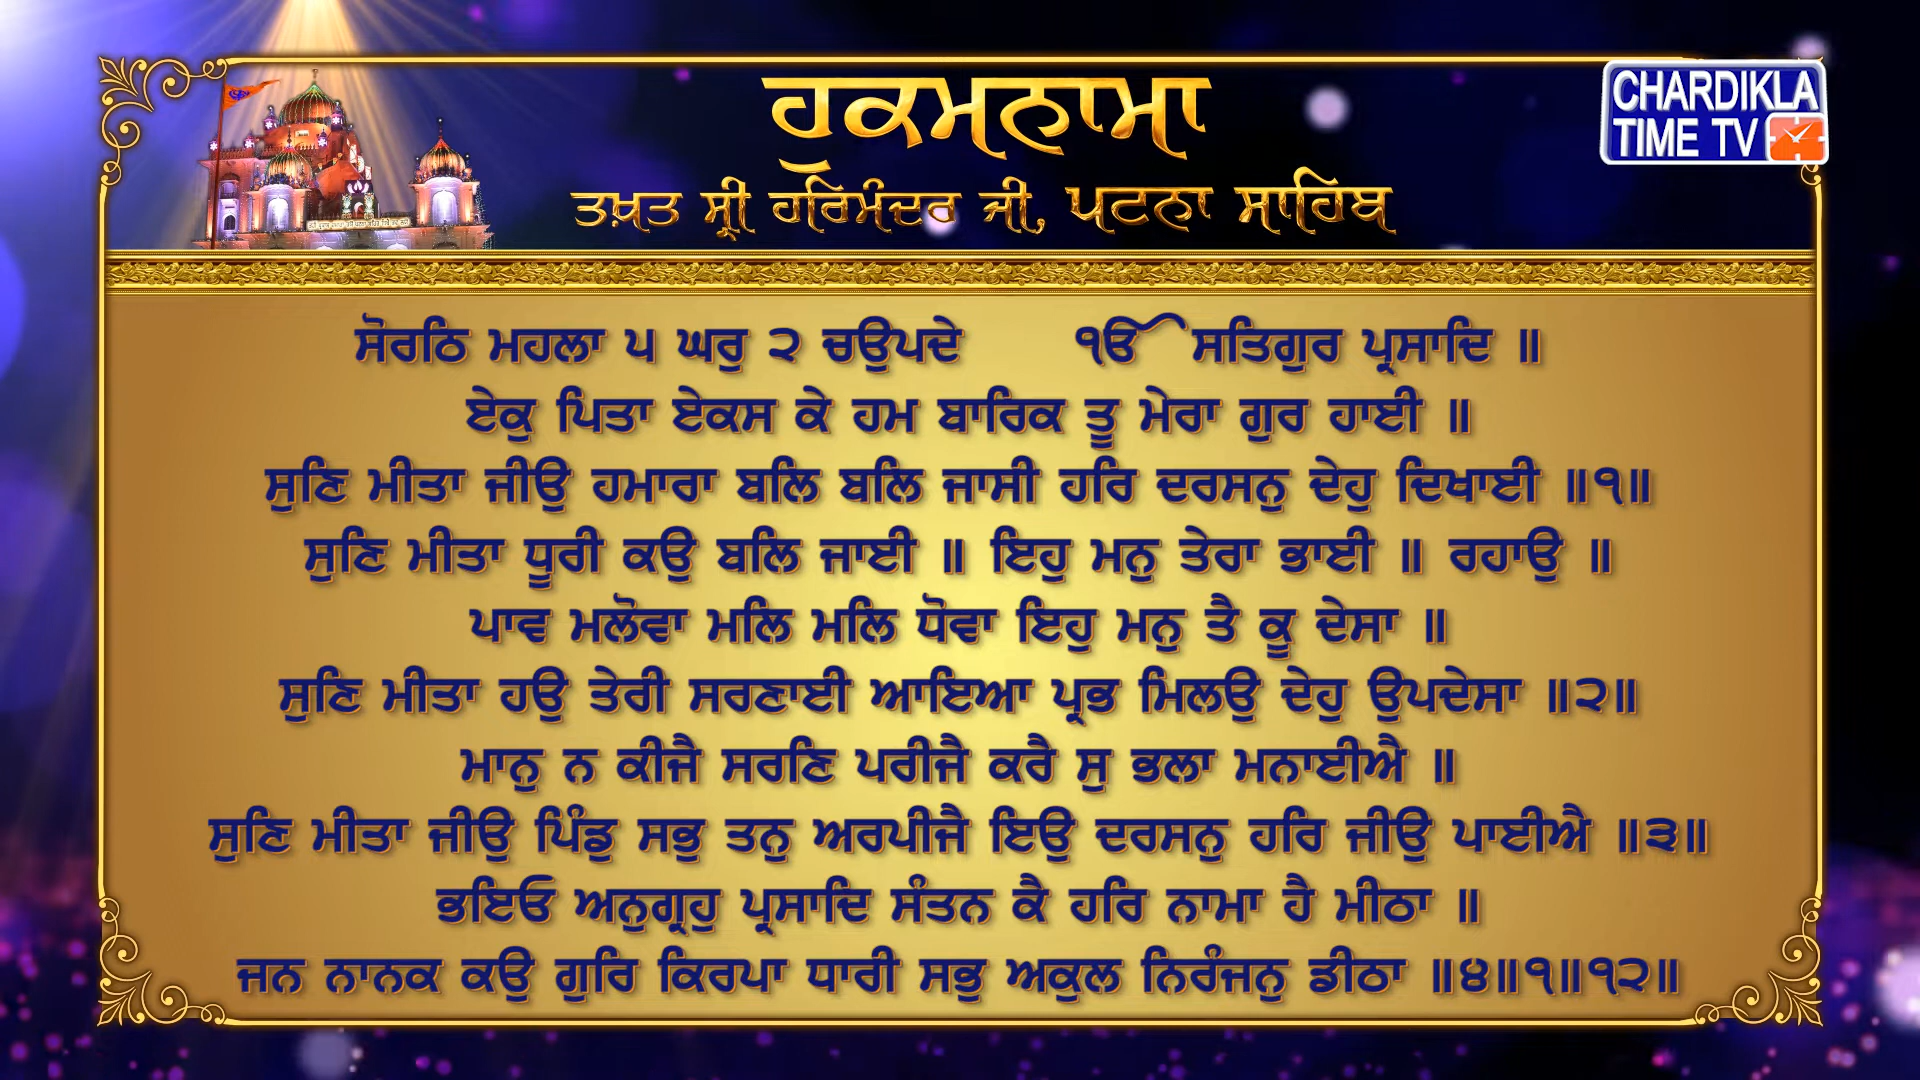 ਹੁਕਮਨਾਮਾ
ਤਖ਼ਤ ਸ੍ਰੀ ਹਰਿਮੰਦਰ ਜੀ, ਪਟਨਾ ਸਾਹਿਬ
CHARDIKLA
TIME TV
ਸੋਰਠਿ ਮਹਲਾ ੫ ਘਰੁ ੨ ਚਉਪਦੇ ੴ ਸਤਿਗੁਰ ਪ੍ਰਸਾਦਿ ॥
ਏਕੁ ਪਿਤਾ ਏਕਸ ਕੇ ਹਮ ਬਾਰਿਕ ਤੂ ਮੇਰਾ ਗੁਰ ਹਾਈ ॥
ਸੁਣਿ ਮੀਤਾ ਜੀਉ ਹਮਾਰਾ ਬਲਿ ਬਲਿ ਜਾਸੀ ਹਰਿ ਦਰਸਨੁ ਦੇਹੁ ਦਿਖਾਈ ॥੧॥
ਸੁਣਿ ਮੀਤਾ ਧੂਰੀ ਕਉ ਬਲਿ ਜਾਈ ॥ ਇਹੁ ਮਨੁ ਤੇਰਾ ਭਾਈ ॥ ਰਹਾਉ ॥
ਪਾਵ ਮਲੋਵਾ ਮਲਿ ਮਲਿ ਧੋਵਾ ਇਹੁ ਮਨੁ ਤੈ ਕੂ ਦੇਸਾ ॥
ਸੁਣਿ ਮੀਤਾ ਹਉ ਤੇਰੀ ਸਰਣਾਈ ਆਇਆ ਪ੍ਰਭ ਮਿਲਉ ਦੇਹੁ ਉਪਦੇਸਾ ॥੨॥
ਮਾਨੁ ਨ ਕੀਜੈ ਸਰਣਿ ਪਰੀਜੈ ਕਰੈ ਸੁ ਭਲਾ ਮਨਾਈਐ ॥
ਸੁਣਿ ਮੀਤਾ ਜੀਉ ਪਿੰਡੁ ਸਭੁ ਤਨੁ ਅਰਪੀਜੈ ਇਉ ਦਰਸਨੁ ਹਰਿ ਜੀਉ ਪਾਈਐ ॥੩॥
ਭਇਓ ਅਨੁਗ੍ਰਹੁ ਪ੍ਰਸਾਦਿ ਸੰਤਨ ਕੈ ਹਰਿ ਨਾਮਾ ਹੈ ਮੀਠਾ ॥
ਜਨ ਨਾਨਕ ਕਉ ਗੁਰਿ ਕਿਰਪਾ ਧਾਰੀ ਸਭੁ ਅਕੁਲ ਨਿਰੰਜਨੁ ਡੀਠਾ ॥੪॥੧॥੧੨॥